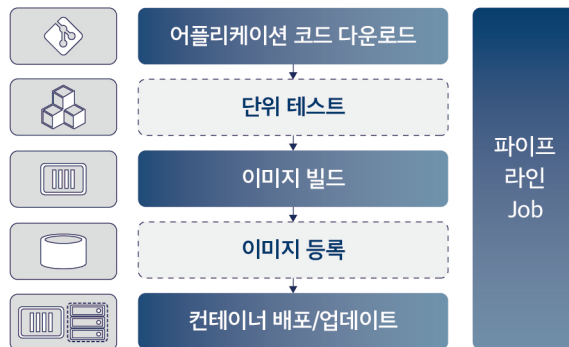 어플리케이션 코드 다운로드
단위 테스트
이미지 빌드
이미지 등록
컨테이너 배포/업데이트
파이프
라인
Job